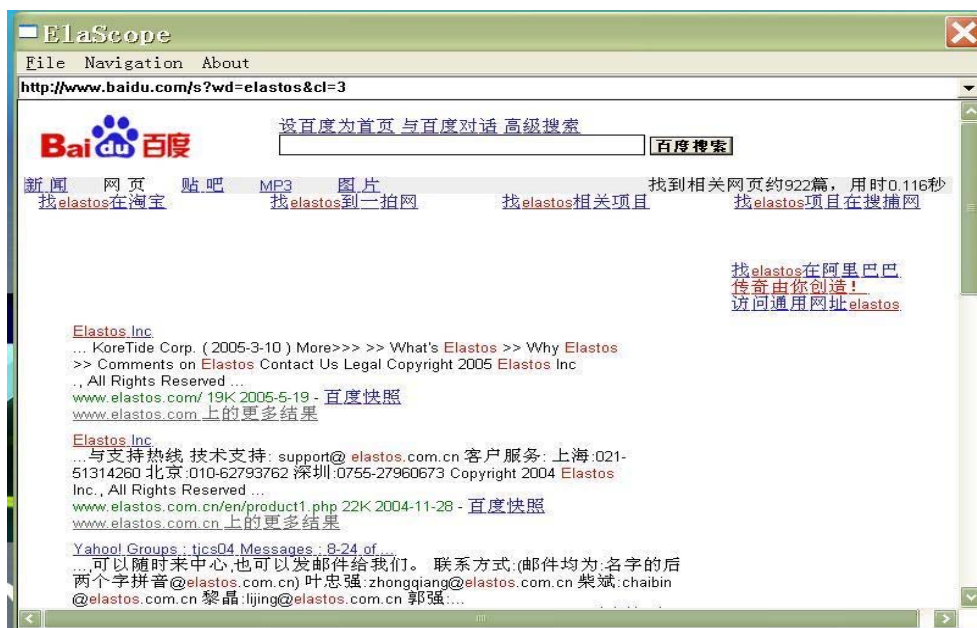 ElaScope
File Navigation About
http://www.baidu.com/s?wd=elastos&cl=3
设百度为首页 与百度对话 高级搜索
Bai du 百度
百度搜索
新 闻 网 页 贴 吧 MP3 图 片 找到相关网页约922篇，用时0.116秒
找elastos在淘宝 找elastos到一拍网 找elastos相关项目 找elastos项目在搜捕网
找elastos在阿里巴巴
传奇由你创造！
访问通用网址elastos
Elastos Inc
... KoreTide Corp. ( 2005-3-10 ) More>>> >> What's Elastos >> Why Elastos
>> Comments on Elastos Contact Us Legal Copyright 2005 Elastos Inc
., All Rights Reserved ...
www.elastos.com/ 19K 2005-5-19 - 百度快照
www.elastos.com 上的更多结果
Elastos Inc
...与支持热线 技术支持: support@ elastos.com.cn 客户服务: 上海:021-
51314260 北京:010-62793762 深圳:0755-27960673 Copyright 2004 Elastos
Inc., All Rights Reserved ...
www.elastos.com.cn/en/product1.php 22K 2004-11-28 - 百度快照
www.elastos.com.cn 上的更多结果
Yahoo! Groups : tjcs04 Messages : 8-24 of ...
...,可以随时来中心,也可以发邮件给我们。 联系方式:(邮件均为:名字的后
两个字拼音@elastos.com.cn) 叶忠强:zhongqiang@elastos.com.cn 柴斌:chaibin
@elastos.com.cn 黎晶:lijing@elastos.com.cn 郭强:...